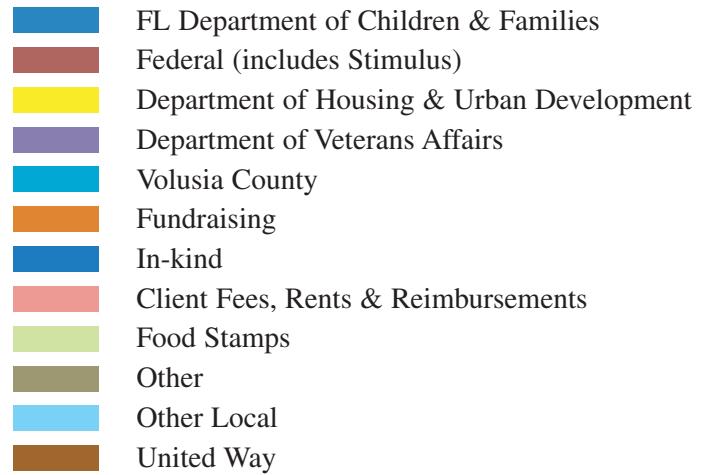 FL Department of Children & Families
Federal (includes Stimulus)
Department of Housing & Urban Development
Department of Veterans Affairs
Volusia County
Fundraising
In-kind
Client Fees, Rents & Reimbursements
Food Stamps
Other
Other Local
United Way